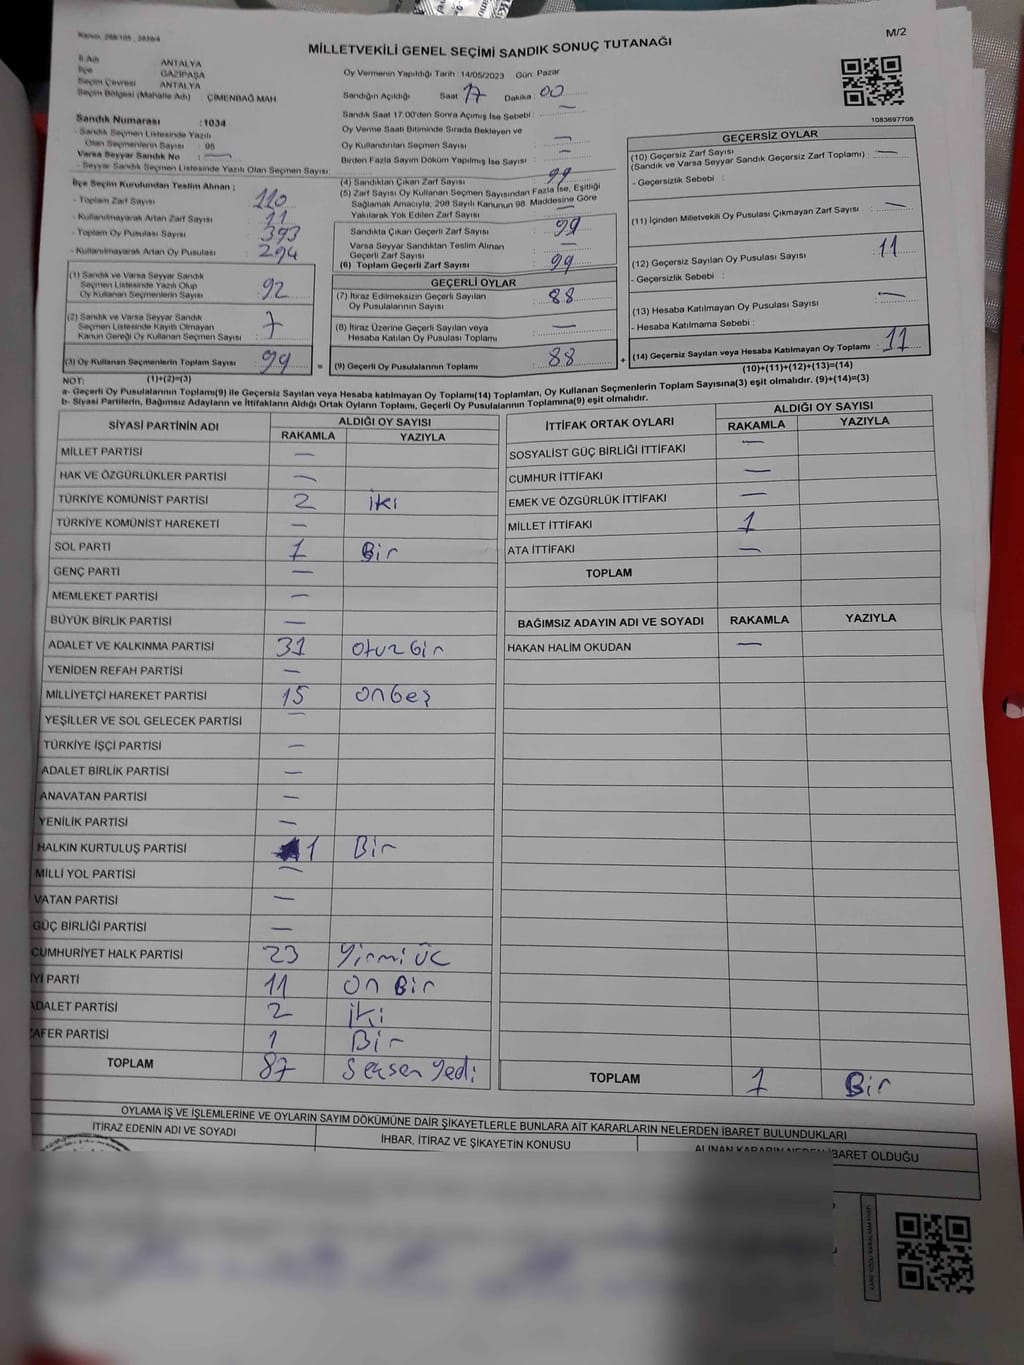 MİLLETVEKİLİ GENEL SEÇİMİ SANDIK SONUÇ TUTANAĞI
M/2
İl Adı ANTALYA
İlçe GAZİPAŞA
Seçim Çevresi ANTALYA
Seçim Bölgesi (Mahalle Adı) : ÇİMENBAĞ MAH
Oy Vermenin Yapıldığı Tarih : 14/05/2023 Gün: Pazar
Sandığın Açıldığı Saat 17 Dakika : 00
Sandık Saat 17.00'den Sonra Açılmış İse Sebebi : —
Oy Verme Saati Bitiminde Sırada Bekleyen ve
Oy Kullandırılan Seçmen Sayısı : —
Birden Fazla Sayım Döküm Yapılmış İse Sayısı : —
1083697708
Sandık Numarası : 1034
- Sandık Seçmen Listesinde Yazılı
Olan Seçmenlerin Sayısı :
Varsa Seyyar Sandık No : —
- Seyyar Sandık Seçmen Listesinde Yazılı Olan Seçmen Sayısı :
İlçe Seçim Kurulundan Teslim Alınan ;
- Toplam Zarf Sayısı : 110
- Kullanılmayarak Artan Zarf Sayısı : 11
- Toplam Oy Pusulası Sayısı : 393
- Kullanılmayarak Artan Oy Pusulası : 294
(1) Sandık ve Varsa Seyyar Sandık
Seçmen Listesinde Yazılı Olup
Oy Kullanan Seçmenlerin Sayısı : 92
(2) Sandık ve Varsa Seyyar Sandık
Seçmen Listesinde Kayıtlı Olmayan
Kanun Gereği Oy Kullanan Seçmen Sayısı : 7
(3) Oy Kullanan Seçmenlerin Toplam Sayısı : 99 =
(1)+(2)=(3)
(4) Sandıktan Çıkan Zarf Sayısı : 99
(5) Zarf Sayısı Oy Kullanan Seçmen Sayısından Fazla İse, Eşitliği
Sağlamak Amacıyla, 298 Sayılı Kanunun 98. Maddesine Göre
Yakılarak Yok Edilen Zarf Sayısı : —
Sandıkta Çıkan Geçerli Zarf Sayısı : 99
Varsa Seyyar Sandıktan Teslim Alınan
Geçerli Zarf Sayısı : —
(6) Toplam Geçerli Zarf Sayısı : 99
GEÇERLİ OYLAR
(7) İtiraz Edilmeksizin Geçerli Sayılan
Oy Pusulalarının Sayısı : 88
(8) İtiraz Üzerine Geçerli Sayılan veya
Hesaba Katılan Oy Pusulası Toplamı : —
(9) Geçerli Oy Pusulalarının Toplamı : 88 +
GEÇERSİZ OYLAR
(10) Geçersiz Zarf Sayısı : —
(Sandık ve Varsa Seyyar Sandık Geçersiz Zarf Toplamı)
- Geçersizlik Sebebi :
(11) İçinden Milletvekili Oy Pusulası Çıkmayan Zarf Sayısı : —
(12) Geçersiz Sayılan Oy Pusulası Sayısı : 11
- Geçersizlik Sebebi :
(13) Hesaba Katılmayan Oy Pusulası Sayısı : —
- Hesaba Katılmama Sebebi :
(14) Geçersiz Sayılan veya Hesaba Katılmayan Oy Toplamı : 11
(10)+(11)+(12)+(13)=(14)
NOT:
a- Geçerli Oy Pusulalarının Toplamı(9) ile Geçersiz Sayılan veya Hesaba katılmayan Oy Toplamı(14) Toplamları, Oy Kullanan Seçmenlerin Toplam Sayısına(3) eşit olmalıdır. (9)+(14)=(3)
b- Siyasi Partilerin, Bağımsız Adayların ve İttifakların Aldığı Ortak Oyların Toplamı, Geçerli Oy Pusulalarının Toplamına(9) eşit olmalıdır.
SİYASİ PARTİNİN ADI ALDIĞI OY SAYISI
RAKAMLA YAZIYLA
MİLLET PARTİSİ —
HAK VE ÖZGÜRLÜKLER PARTİSİ —
TÜRKİYE KOMÜNİST PARTİSİ 2 iki
TÜRKİYE KOMÜNİST HAREKETİ —
SOL PARTİ 1 Bir
GENÇ PARTİ —
MEMLEKET PARTİSİ —
BÜYÜK BİRLİK PARTİSİ —
ADALET VE KALKINMA PARTİSİ 31 otuzbir
YENİDEN REFAH PARTİSİ —
MİLLİYETÇİ HAREKET PARTİSİ 15 onbeş
YEŞİLLER VE SOL GELECEK PARTİSİ —
TÜRKİYE İŞÇİ PARTİSİ —
ADALET BİRLİK PARTİSİ —
ANAVATAN PARTİSİ —
YENİLİK PARTİSİ —
HALKIN KURTULUŞ PARTİSİ 1 Bir
MİLLİ YOL PARTİSİ —
VATAN PARTİSİ —
GÜÇ BİRLİĞİ PARTİSİ —
CUMHURİYET HALK PARTİSİ 23 Yirmi üc
İYİ PARTİ 11 on Bir
ADALET PARTİSİ 2 iki
ZAFER PARTİSİ 1 Bir
TOPLAM 87 Seksen Yedi
İTTİFAK ORTAK OYLARI ALDIĞI OY SAYISI
RAKAMLA YAZIYLA
SOSYALİST GÜÇ BİRLİĞİ İTTİFAKI —
CUMHUR İTTİFAKI —
EMEK VE ÖZGÜRLÜK İTTİFAKI —
MİLLET İTTİFAKI 1
ATA İTTİFAKI —
TOPLAM
BAĞIMSIZ ADAYIN ADI VE SOYADI RAKAMLA YAZIYLA
HAKAN HALİM OKUDAN —
TOPLAM 1 Bir
OYLAMA İŞ VE İŞLEMLERİNE VE OYLARIN SAYIM DÖKÜMÜNE DAİR ŞİKAYETLERLE BUNLARA AİT KARARLARIN NELERDEN İBARET BULUNDUKLARI
İTİRAZ EDENİN ADI VE SOYADI
İHBAR, İTİRAZ VE ŞİKAYETİN KONUSU
ALINAN KARARIN NEDEN İBARET OLDUĞU